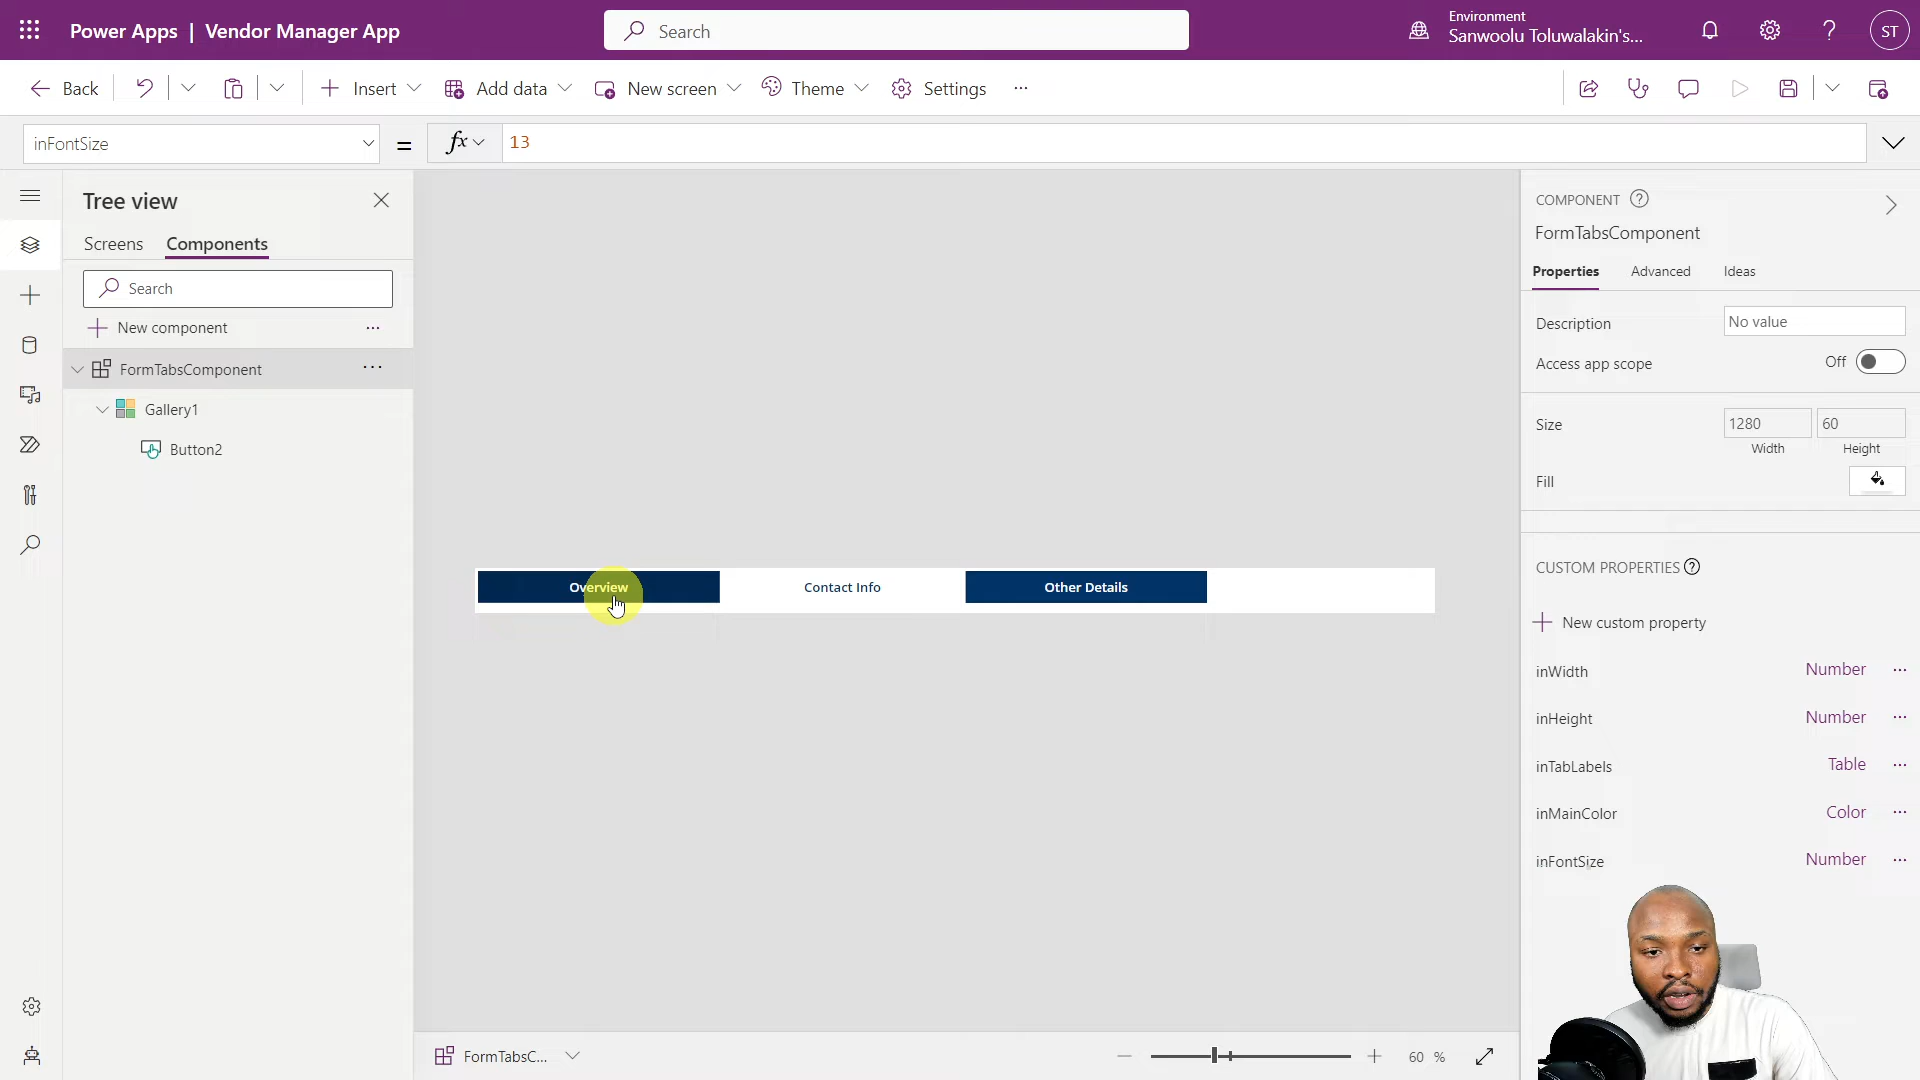 Power Apps | Vendor Manager App
Search
Environment
Sanwoolu Toluwalakin's...
ST
Back
Insert
Add data
New screen
Theme
Settings
inFontSize
=
fx
13
Tree view
Screens
Components
Search
New component
FormTabsComponent
Gallery1
Button2
Overview
Contact Info
Other Details
COMPONENT
FormTabsComponent
Properties
Advanced
Ideas
Description
No value
Access app scope
Off
Size
1280
60
Width
Height
Fill
CUSTOM PROPERTIES
New custom property
inWidth
Number
inHeight
Number
inTabLabels
Table
inMainColor
Color
inFontSize
Number
FormTabsC...
60 %